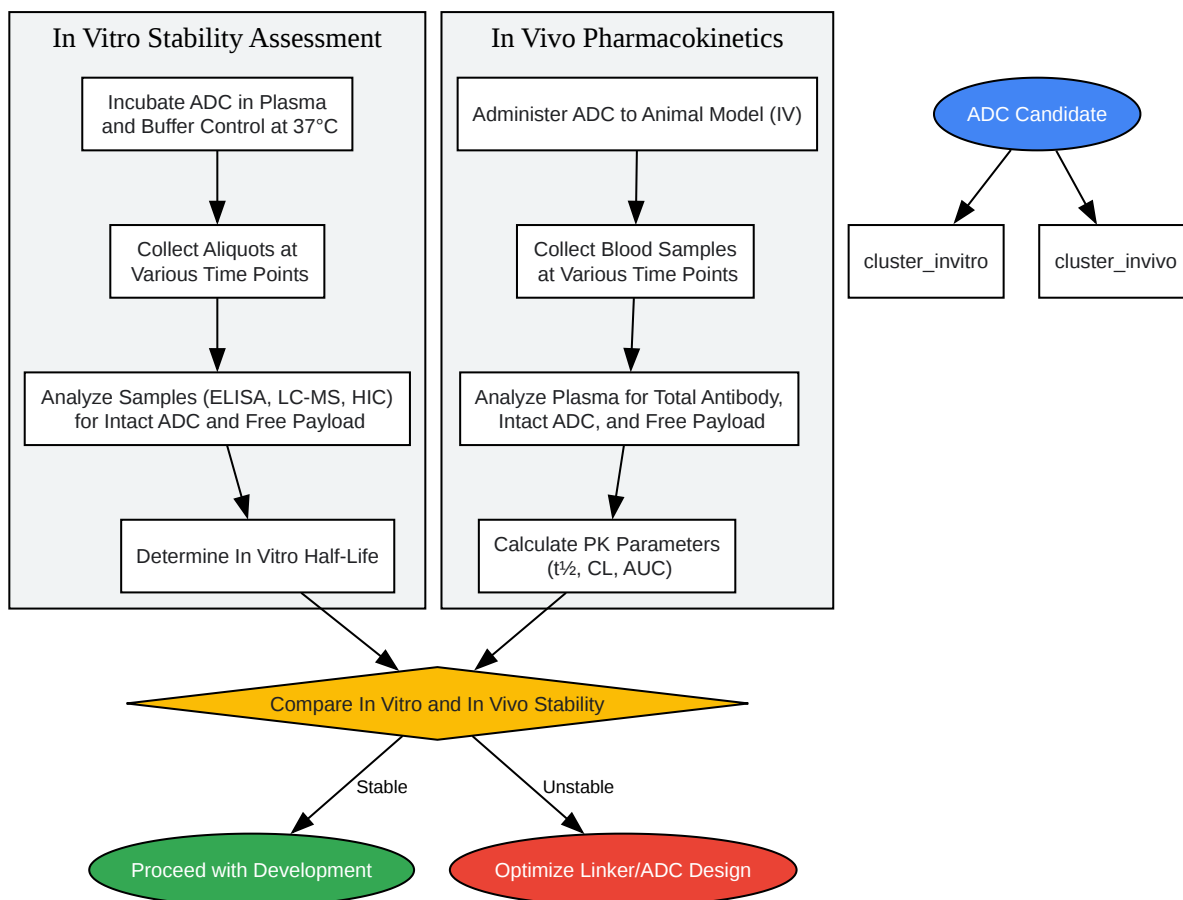 In Vitro Stability Assessment
Incubate ADC in Plasma
and Buffer Control at 37°C
Collect Aliquots at
Various Time Points
Analyze Samples (ELISA, LC-MS, HIC)
for Intact ADC and Free Payload
Determine In Vitro Half-Life
In Vivo Pharmacokinetics
Administer ADC to Animal Model (IV)
Collect Blood Samples
at Various Time Points
Analyze Plasma for Total Antibody,
Intact ADC, and Free Payload
Calculate PK Parameters
(t½, CL, AUC)
ADC Candidate
cluster_invitro
cluster_invivo
Compare In Vitro and In Vivo Stability
Stable
Unstable
Proceed with Development
Optimize Linker/ADC Design